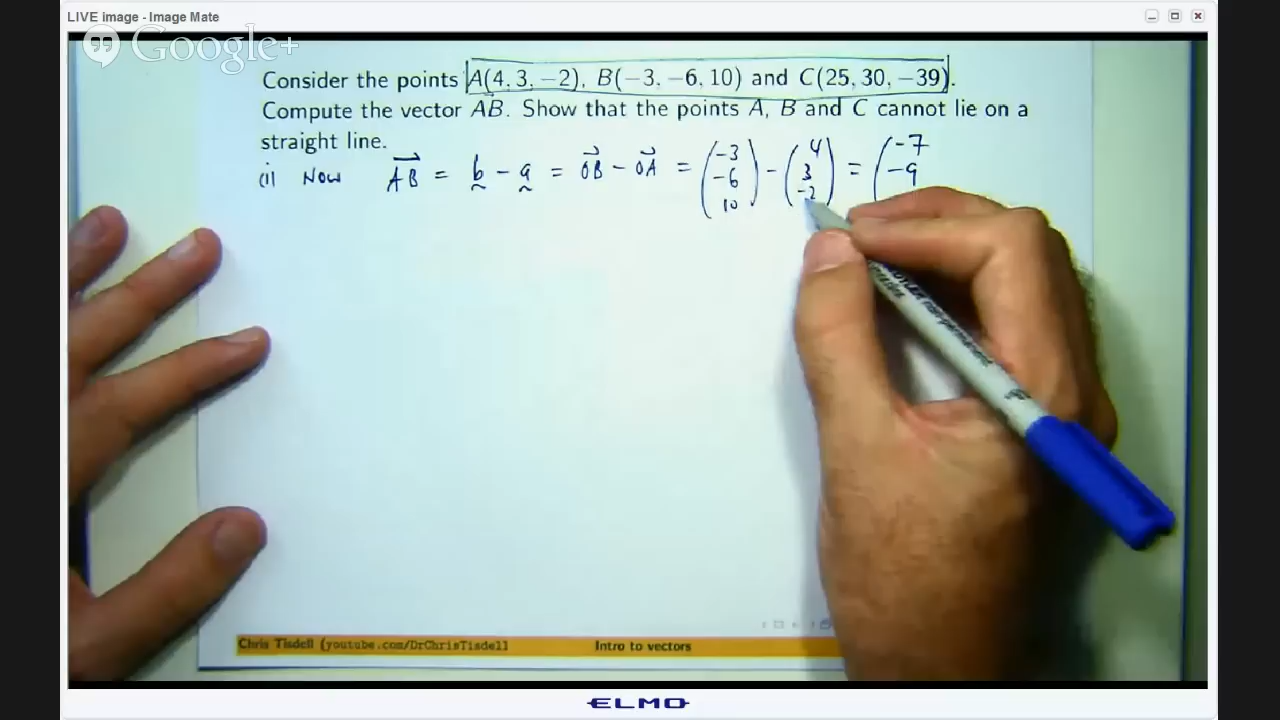 LIVE image - Image Mate
Google+
Consider the points A(4, 3, −2), B(−3, −6, 10) and C(25, 30, −39).
Compute the vector AB. Show that the points A, B and C cannot lie on a
straight line.
(i) Now AB = b - a = OB - OA = (-3 -6 10) - (4 3 -2) = (-7 -9
Chris Tisdell (youtube.com/DrChrisTisdell
Intro to vectors
ELMO